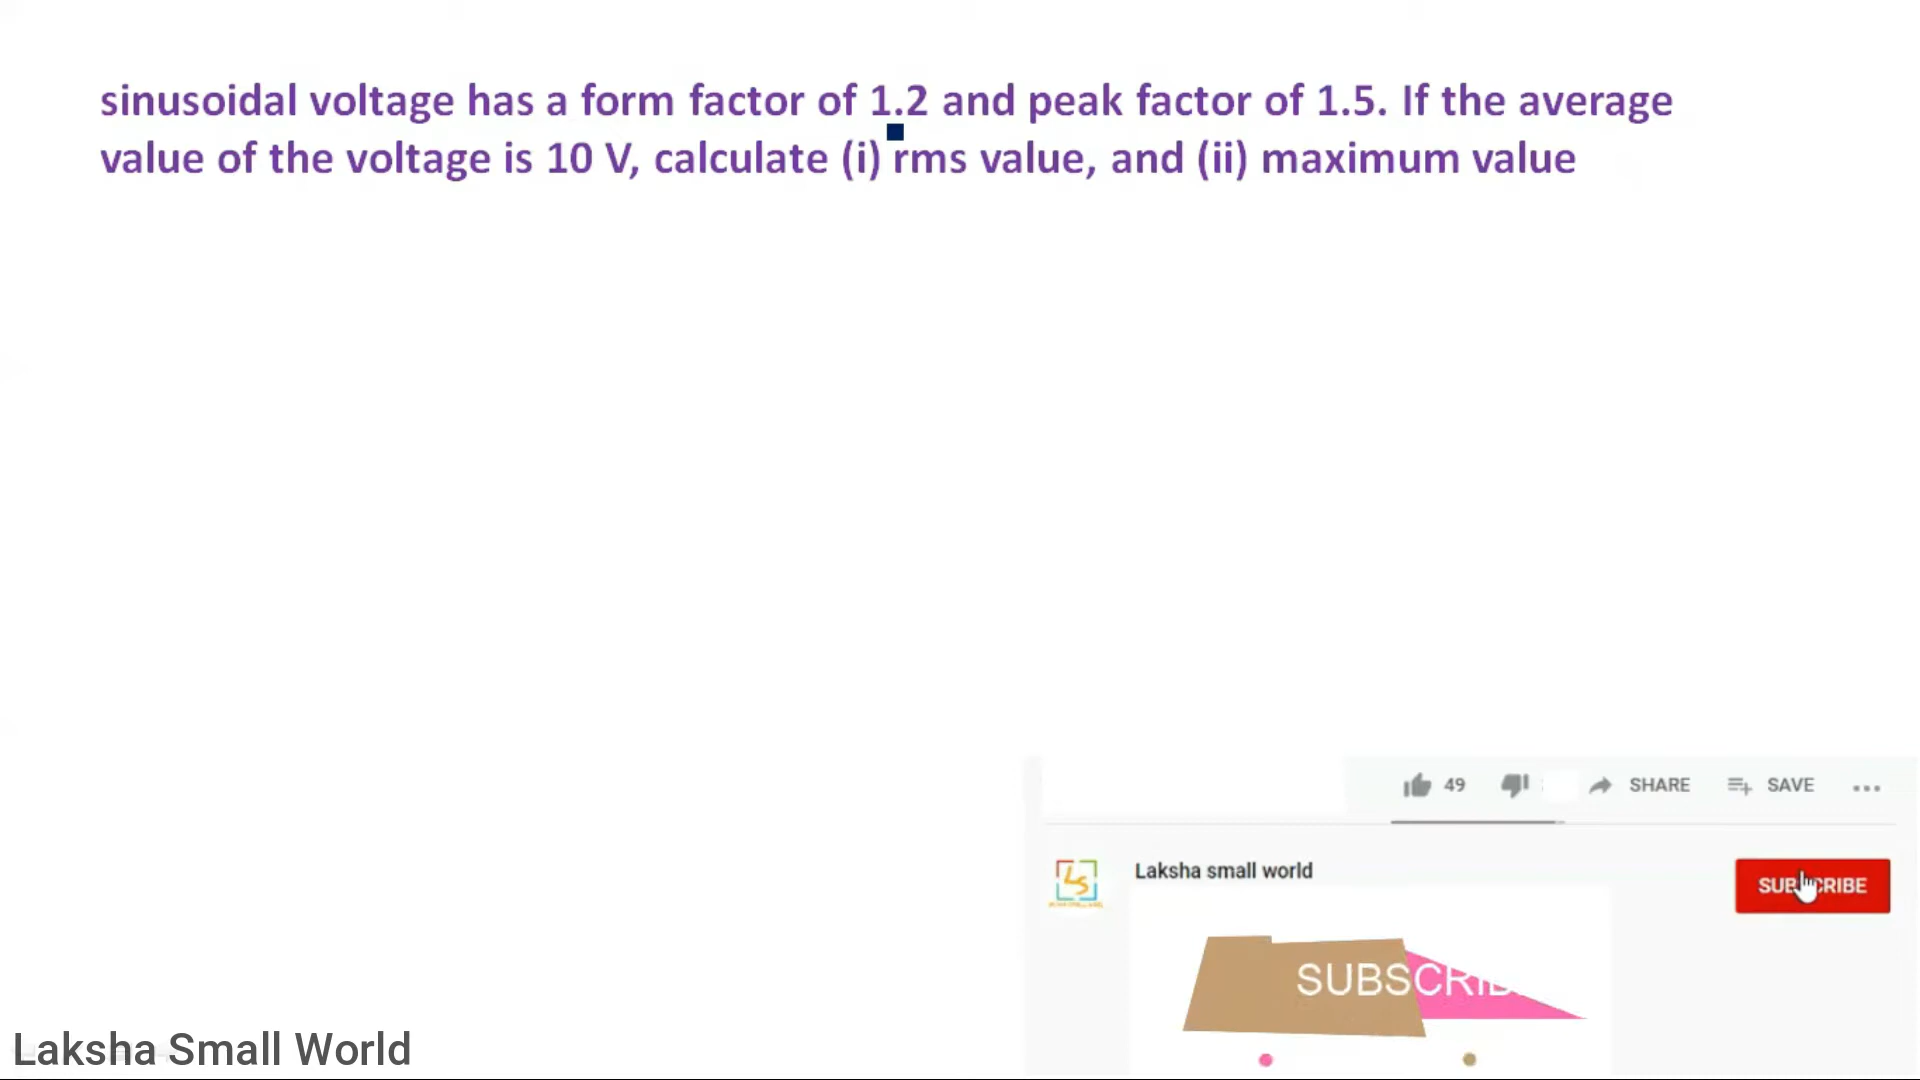 sinusoidal voltage has a form factor of 1.2 and peak factor of 1.5. If the average
value of the voltage is 10 V, calculate (i) rms value, and (ii) maximum value
49 SHARE SAVE
Laksha small world
SUBSCRIBE
Laksha Small World